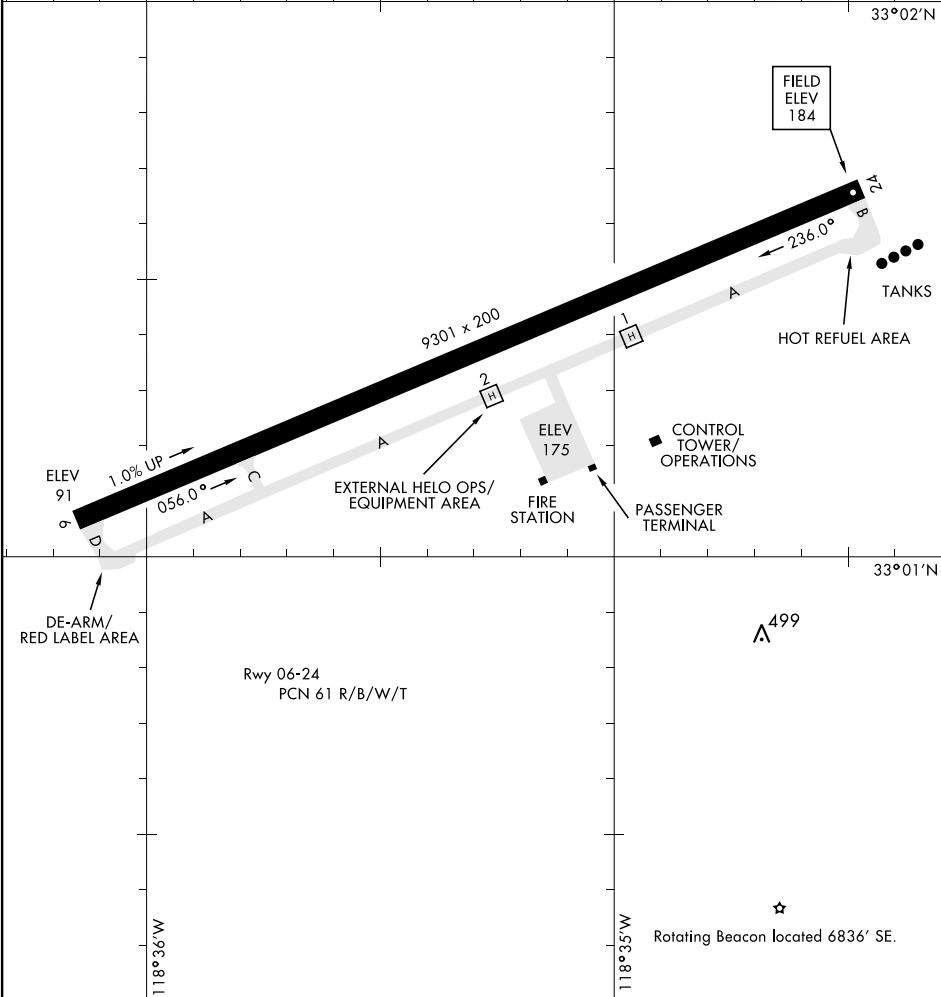 33°02'N
FIELD
ELEV
184
24
B
236.0°
TANKS
A
HOT REFUEL AREA
1
H
9301 x 200
2
H
ELEV
175
CONTROL
TOWER/
OPERATIONS
A
1.0% UP
ELEV
91
056.0°
C
EXTERNAL HELO OPS/
EQUIPMENT AREA
FIRE
STATION
PASSENGER
TERMINAL
6
A
D
33°01'N
DE-ARM/
RED LABEL AREA
499
Rwy 06-24
PCN 61 R/B/W/T
118°36'W
118°35'W
Rotating Beacon located 6836' SE.